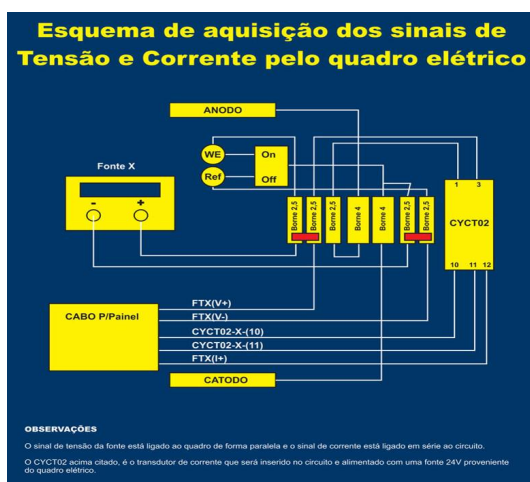 Esquema de aquisição dos sinais de
Tensão e Corrente pelo quadro elétrico
ANODO
WE
On
Fonte X
Ref
Off
- +
1 3
Borne 2,5
Borne 2,5
Borne 2,5
Borne 4
Borne 4
Borne 2,5
Borne 2,5
CYCT02
10 11 12
FTX(V+)
CABO P/Painel
FTX(V-)
CYCT02-X-(10)
CYCT02-X-(11)
FTX(I+)
CATODO
OBSERVAÇÕES
O sinal de tensão da fonte está ligado ao quadro de forma paralela e o sinal de corrente está ligado em série ao circuito.
O CYCT02 acima citado, é o transdutor de corrente que será inserido no circuito e alimentado com uma fonte 24V proveniente
do quadro elétrico.